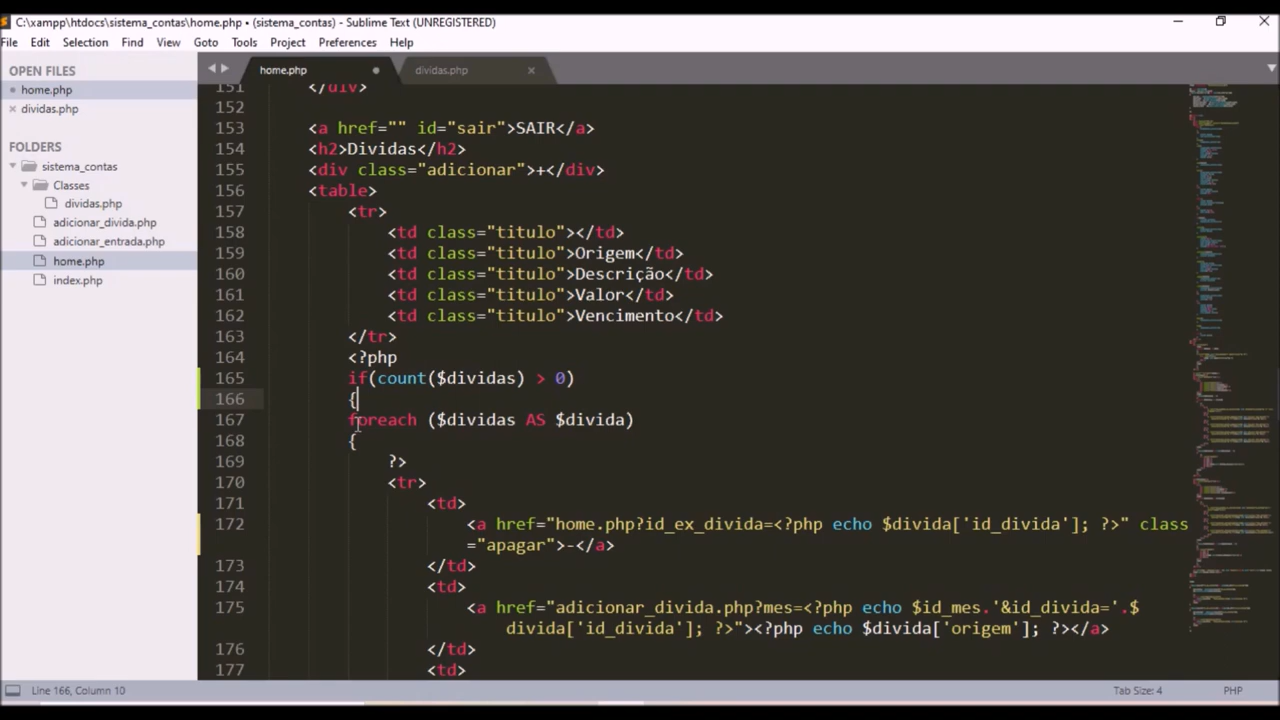 C:\xampp\htdocs\sistema_contas\home.php • (sistema_contas) - Sublime Text (UNREGISTERED)
File Edit Selection Find View Goto Tools Project Preferences Help
OPEN FILES
home.php
dividas.php
FOLDERS
sistema_contas
Classes
dividas.php
adicionar_divida.php
adicionar_entrada.php
home.php
index.php
home.php dividas.php
151 </div>
152
153 <a href="" id="sair">SAIR</a>
154 <h2>Dividas</h2>
155 <div class="adicionar">+</div>
156 <table>
157 <tr>
158 <td class="titulo"></td>
159 <td class="titulo">Origem</td>
160 <td class="titulo">Descrição</td>
161 <td class="titulo">Valor</td>
162 <td class="titulo">Vencimento</td>
163 </tr>
164 <?php
165 if(count($dividas) > 0)
166 {
167 foreach ($dividas AS $divida)
168 {
169 ?>
170 <tr>
171 <td>
172 <a href="home.php?id_ex_divida=<?php echo $divida['id_divida']; ?>" class
="apagar">-</a>
173 </td>
174 <td>
175 <a href="adicionar_divida.php?mes=<?php echo $id_mes.'&id_divida='.$
divida['id_divida']; ?>"><?php echo $divida['origem']; ?></a>
176 </td>
177 <td>
Line 166, Column 10 Tab Size: 4 PHP